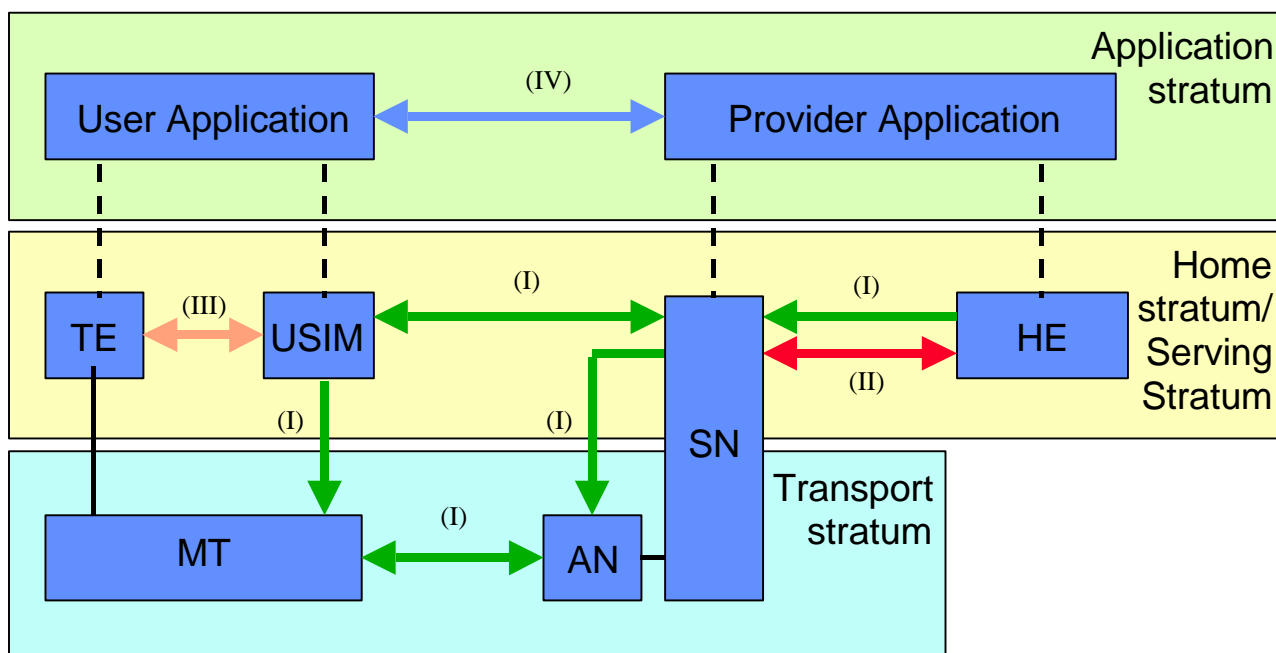 Application
stratum
(IV)
User Application
Provider Application
Home
stratum/
Serving
Stratum
(I)
(I)
(III)
TE
USIM
HE
(II)
(I)
(I)
SN
Transport
stratum
(I)
MT
AN